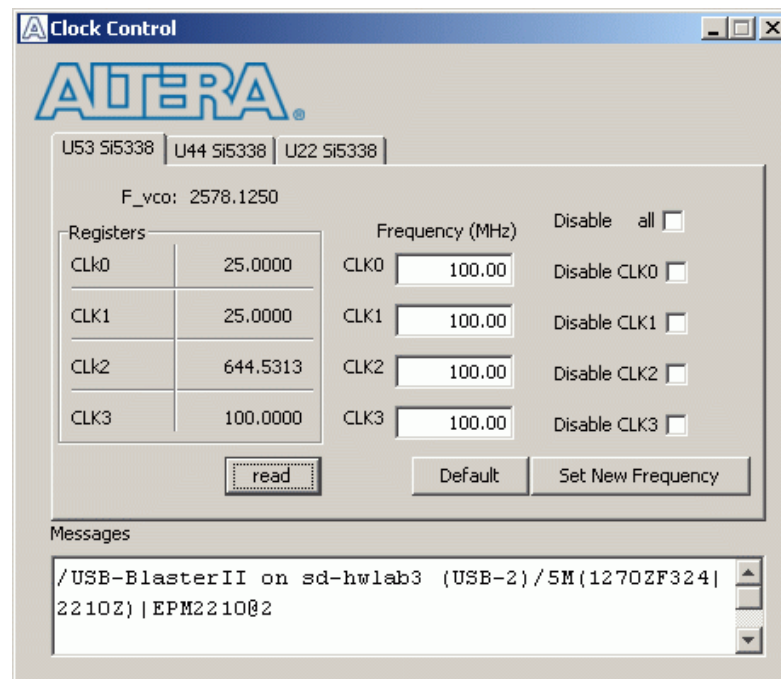 Clock Control
ALTERA®
U53 Si5338 U44 Si5338 U22 Si5338
F_vco: 2578.1250
Registers
Frequency (MHz)
Disable all
CLk0 25.0000 CLK0 100.00 Disable CLK0
CLK1 25.0000 CLK1 100.00 Disable CLK1
CLk2 644.5313 CLK2 100.00 Disable CLK2
CLK3 100.0000 CLK3 100.00 Disable CLK3
read Default Set New Frequency
Messages
/USB-BlasterII on sd-hwlab3 (USB-2)/5M(1270ZF324|
2210Z)|EPM2210@2